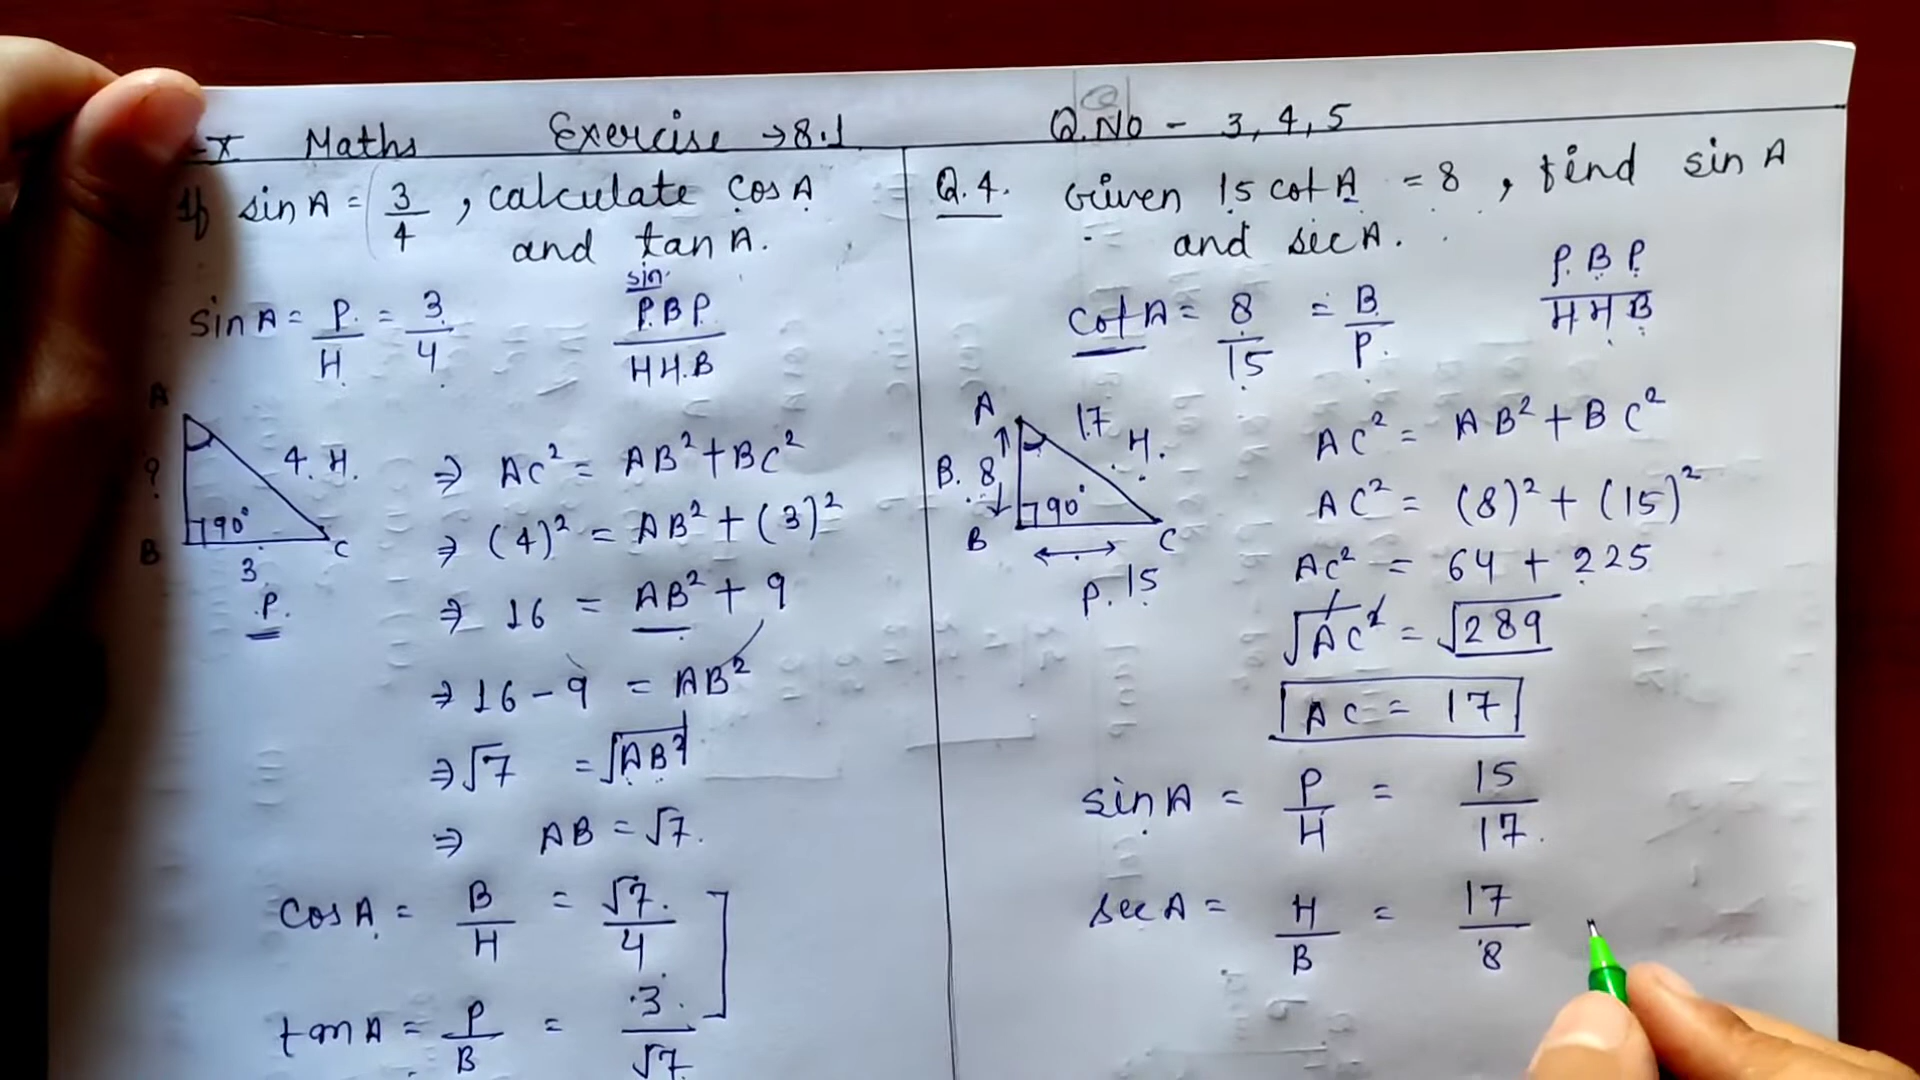 -X Maths Exercise → 8.1 Q.No - 3, 4, 5
If sin A = 3/4 , calculate cos A
and tan A.
sin
sin A = P/H = 3/4
P.B.P / H.H.B
A
4. H.
?
90°
B
C
3
P.
⇒ AC² = AB² + BC²
⇒ (4)² = AB² + (3)²
⇒ 16 = AB² + 9
⇒ 16 - 9 = AB²
⇒ √7 = √AB²
⇒ AB = √7.
cos A = B/H = √7/4
tan A = P/B = 3/√7
Q.4. Given 15 cot A = 8 , find sin A
and sec A.
P.B.P / H.H.B
cot A = 8/15 = B/P.
A
17
H.
B. 8
90°
B
C
P. 15
AC² = AB² + BC²
AC² = (8)² + (15)²
AC² = 64 + 225
√AC² = √289
AC = 17
sin A = P/H = 15/17
sec A = H/B = 17/8